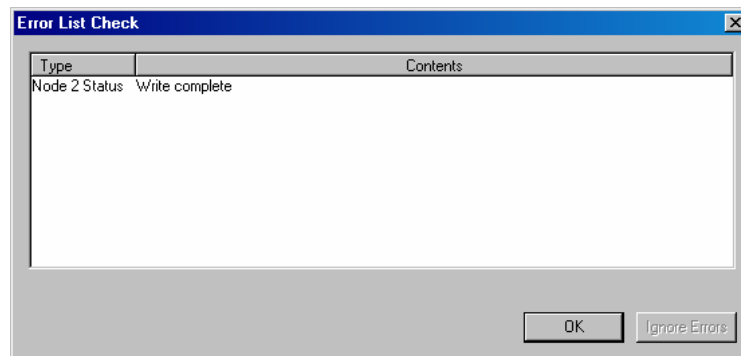 Error List Check
Type Contents
Node 2 Status Write complete
OK Ignore Errors